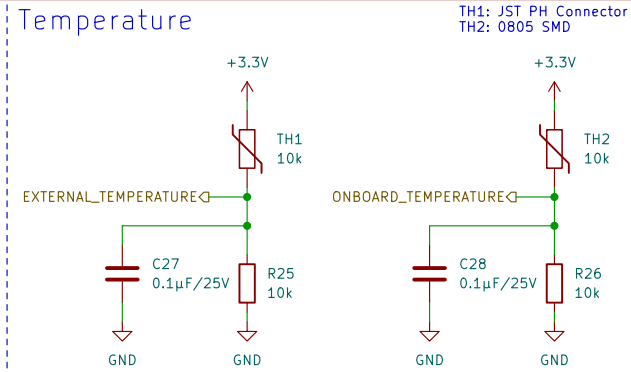 Temperature
TH1: JST PH Connector
TH2: 0805 SMD
+3.3V
TH1
10k
EXTERNAL_TEMPERATURE
C27
0.1µF/25V
R25
10k
GND
GND
+3.3V
TH2
10k
ONBOARD_TEMPERATURE
C28
0.1µF/25V
R26
10k
GND
GND